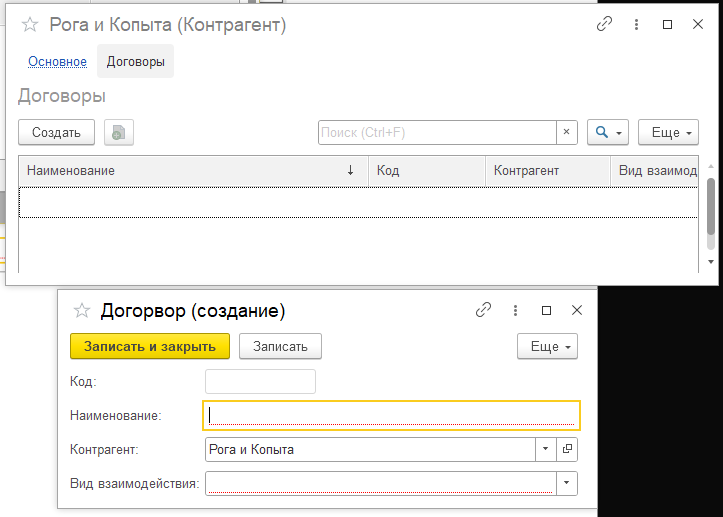 Рога и Копыта (Контрагент)
Основное Договоры
Договоры
Создать Поиск (Ctrl+F) × Еще
Наименование ↓ Код Контрагент Вид взаимод
Догорвор (создание)
Записать и закрыть Записать Еще
Код:
Наименование:
Контрагент: Рога и Копыта
Вид взаимодействия: